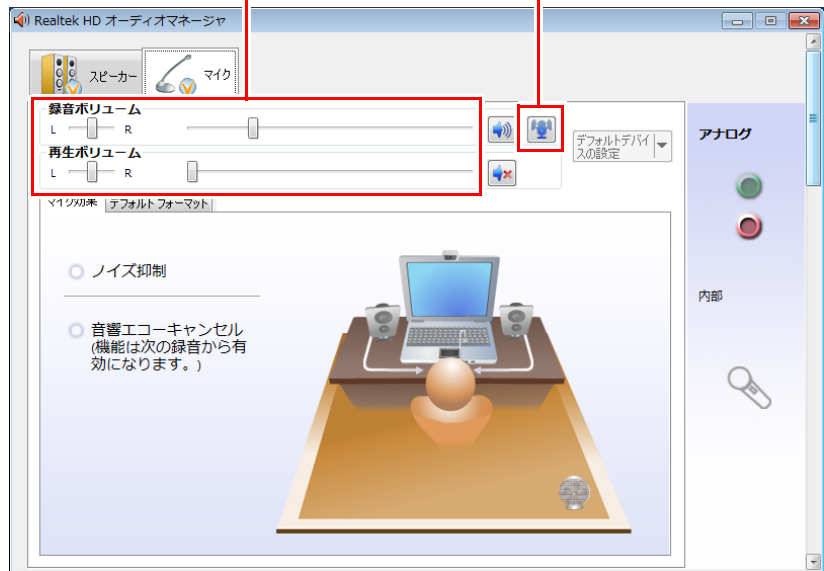 Realtek HD オーディオマネージャ
スピーカー
マイク
録音ボリューム
L R
再生ボリューム
L R
デフォルトデバイ
スの設定
アナログ
マイク効果
デフォルト フォーマット
ノイズ抑制
音響エコーキャンセル
(機能は次の録音から有
効になります。)
内部